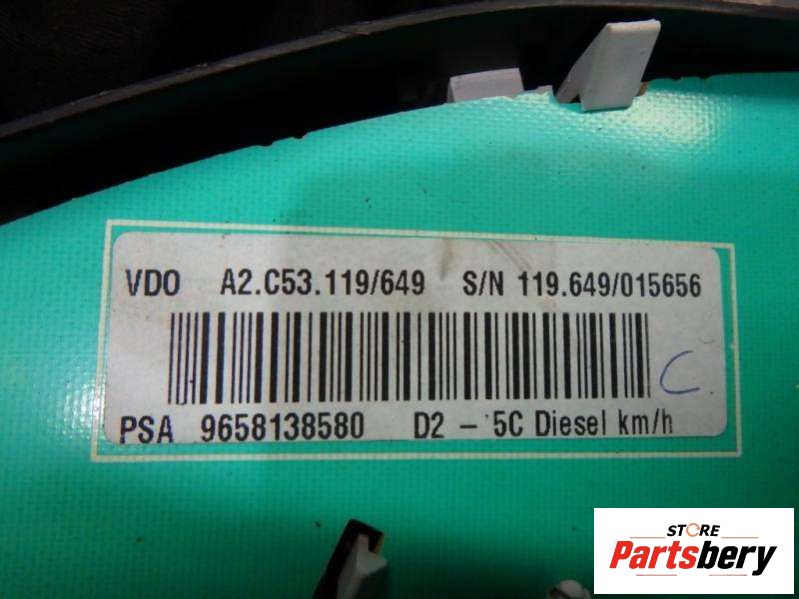 VDO A2.C53.119/649 S/N 119.649/015656
C
PSA 9658138580 D2 - 5C Diesel km/h
STORE
Partsbery